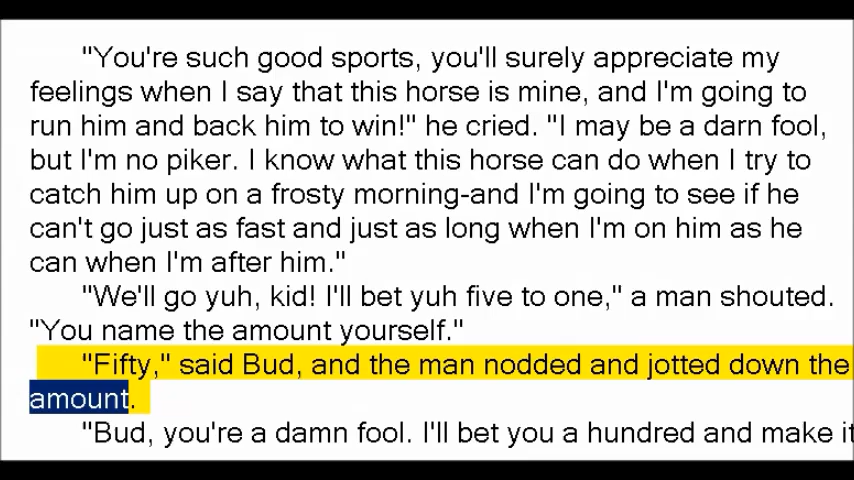 "You're such good sports, you'll surely appreciate my
feelings when I say that this horse is mine, and I'm going to
run him and back him to win!" he cried. "I may be a darn fool,
but I'm no piker. I know what this horse can do when I try to
catch him up on a frosty morning-and I'm going to see if he
can't go just as fast and just as long when I'm on him as he
can when I'm after him."
"We'll go yuh, kid! I'll bet yuh five to one," a man shouted.
"You name the amount yourself."
"Fifty," said Bud, and the man nodded and jotted down the
amount.
"Bud, you're a damn fool. I'll bet you a hundred and make it